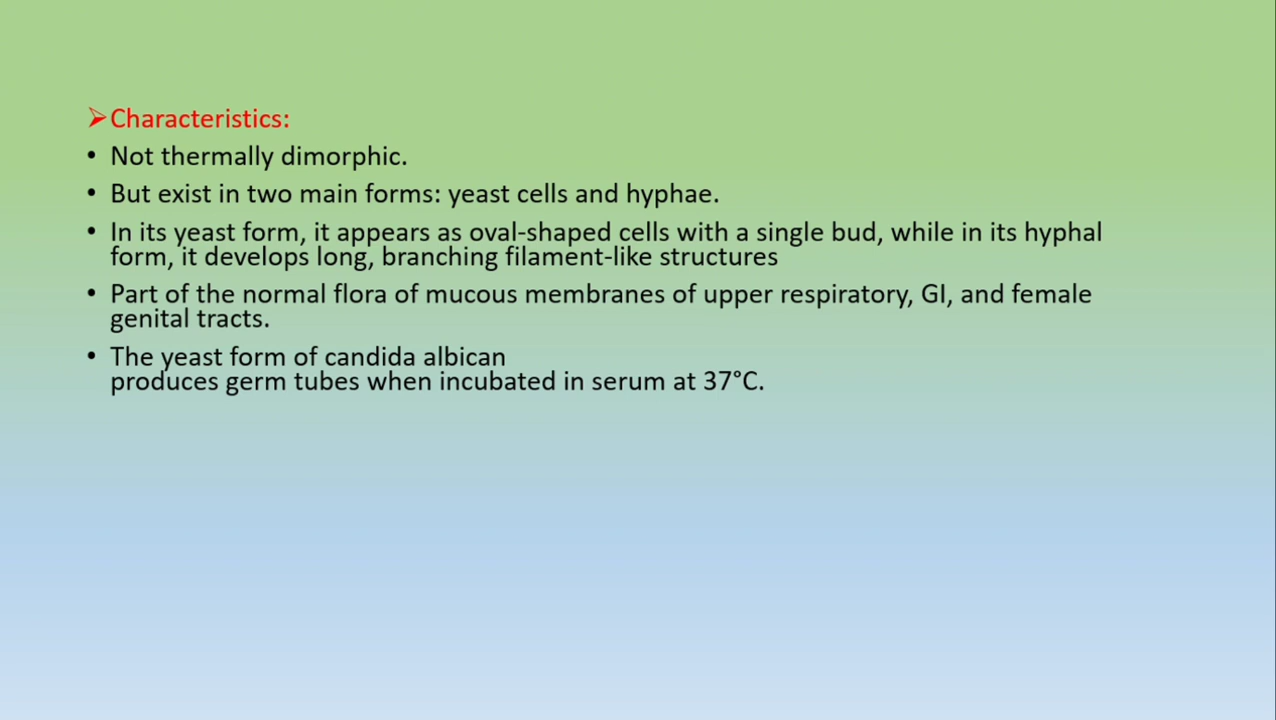 ➢Characteristics:
• Not thermally dimorphic.
• But exist in two main forms: yeast cells and hyphae.
• In its yeast form, it appears as oval-shaped cells with a single bud, while in its hyphal
form, it develops long, branching filament-like structures
• Part of the normal flora of mucous membranes of upper respiratory, GI, and female
genital tracts.
• The yeast form of candida albican
produces germ tubes when incubated in serum at 37°C.